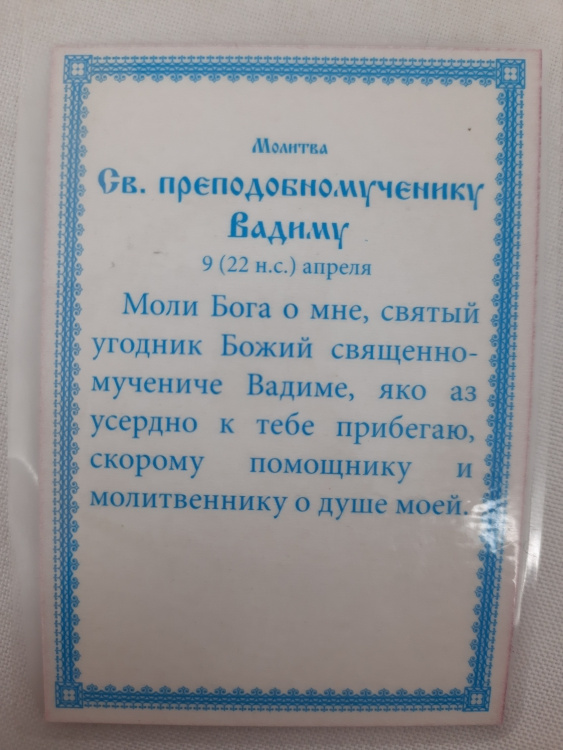 Молитва
Св. преподобномученику
Вадиму
9 (22 н.с.) апреля
Моли Бога о мне, святый
угодник Божий священно-
мучениче Вадиме, яко аз
усердно к тебе прибегаю,
скорому помощнику и
молитвеннику о душе моей.